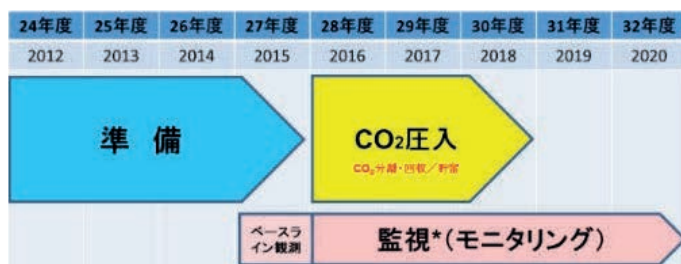 24年度 25年度 26年度 27年度 28年度 29年度 30年度 31年度 32年度
2012 2013 2014 2015 2016 2017 2018 2019 2020
準 備
CO₂圧入
CO₂分離・回収／貯留
ベースラ
イン観測
監視*(モニタリング)